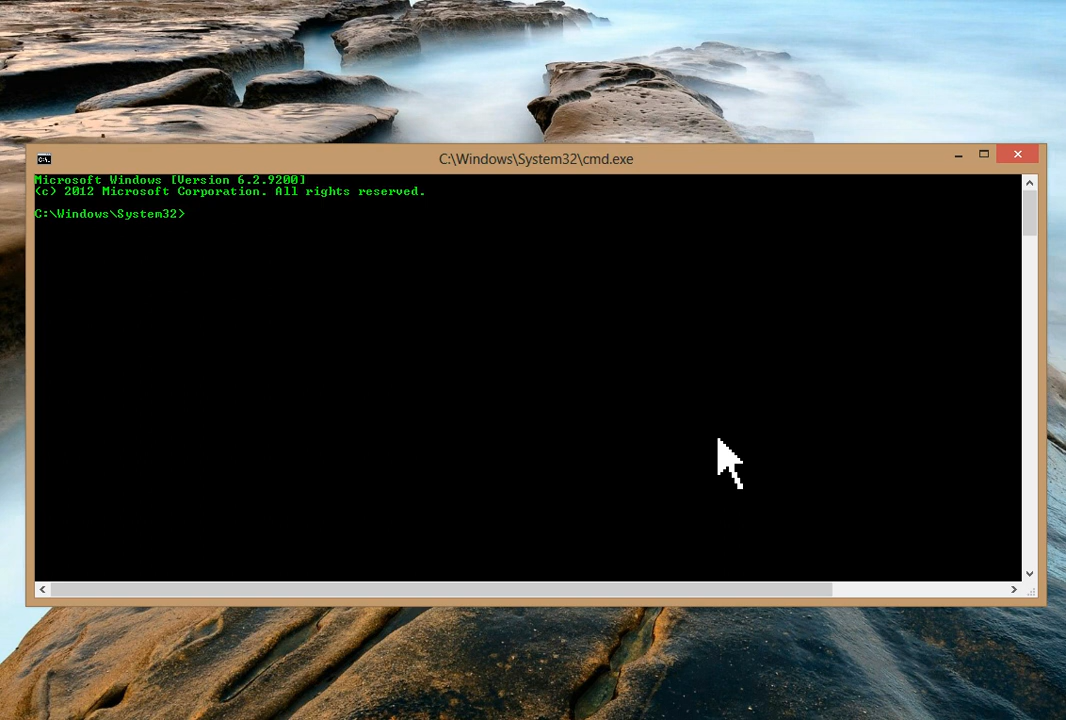 C:\Windows\System32\cmd.exe
Microsoft Windows [Version 6.2.9200]
(c) 2012 Microsoft Corporation. All rights reserved.
C:\Windows\System32>